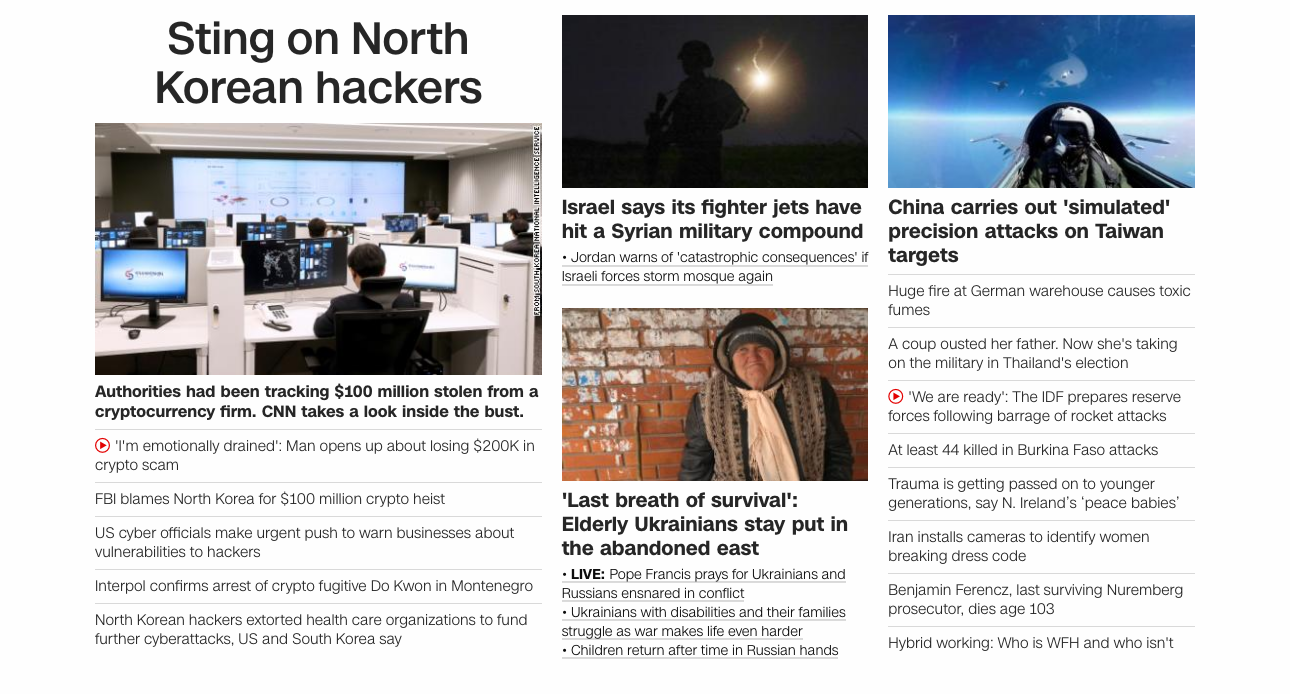 Sting on North
Korean hackers
FROM SOUTH KOREA NATIONAL INTELLIGENCE SERVICE
Authorities had been tracking $100 million stolen from a
cryptocurrency firm. CNN takes a look inside the bust.
'I'm emotionally drained': Man opens up about losing $200K in
crypto scam
FBI blames North Korea for $100 million crypto heist
US cyber officials make urgent push to warn businesses about
vulnerabilities to hackers
Interpol confirms arrest of crypto fugitive Do Kwon in Montenegro
North Korean hackers extorted health care organizations to fund
further cyberattacks, US and South Korea say
Israel says its fighter jets have
hit a Syrian military compound
• Jordan warns of 'catastrophic consequences' if
Israeli forces storm mosque again
'Last breath of survival':
Elderly Ukrainians stay put in
the abandoned east
• LIVE: Pope Francis prays for Ukrainians and
Russians ensnared in conflict
• Ukrainians with disabilities and their families
struggle as war makes life even harder
• Children return after time in Russian hands
China carries out 'simulated'
precision attacks on Taiwan
targets
Huge fire at German warehouse causes toxic
fumes
A coup ousted her father. Now she's taking
on the military in Thailand's election
'We are ready': The IDF prepares reserve
forces following barrage of rocket attacks
At least 44 killed in Burkina Faso attacks
Trauma is getting passed on to younger
generations, say N. Ireland’s ‘peace babies’
Iran installs cameras to identify women
breaking dress code
Benjamin Ferencz, last surviving Nuremberg
prosecutor, dies age 103
Hybrid working: Who is WFH and who isn't